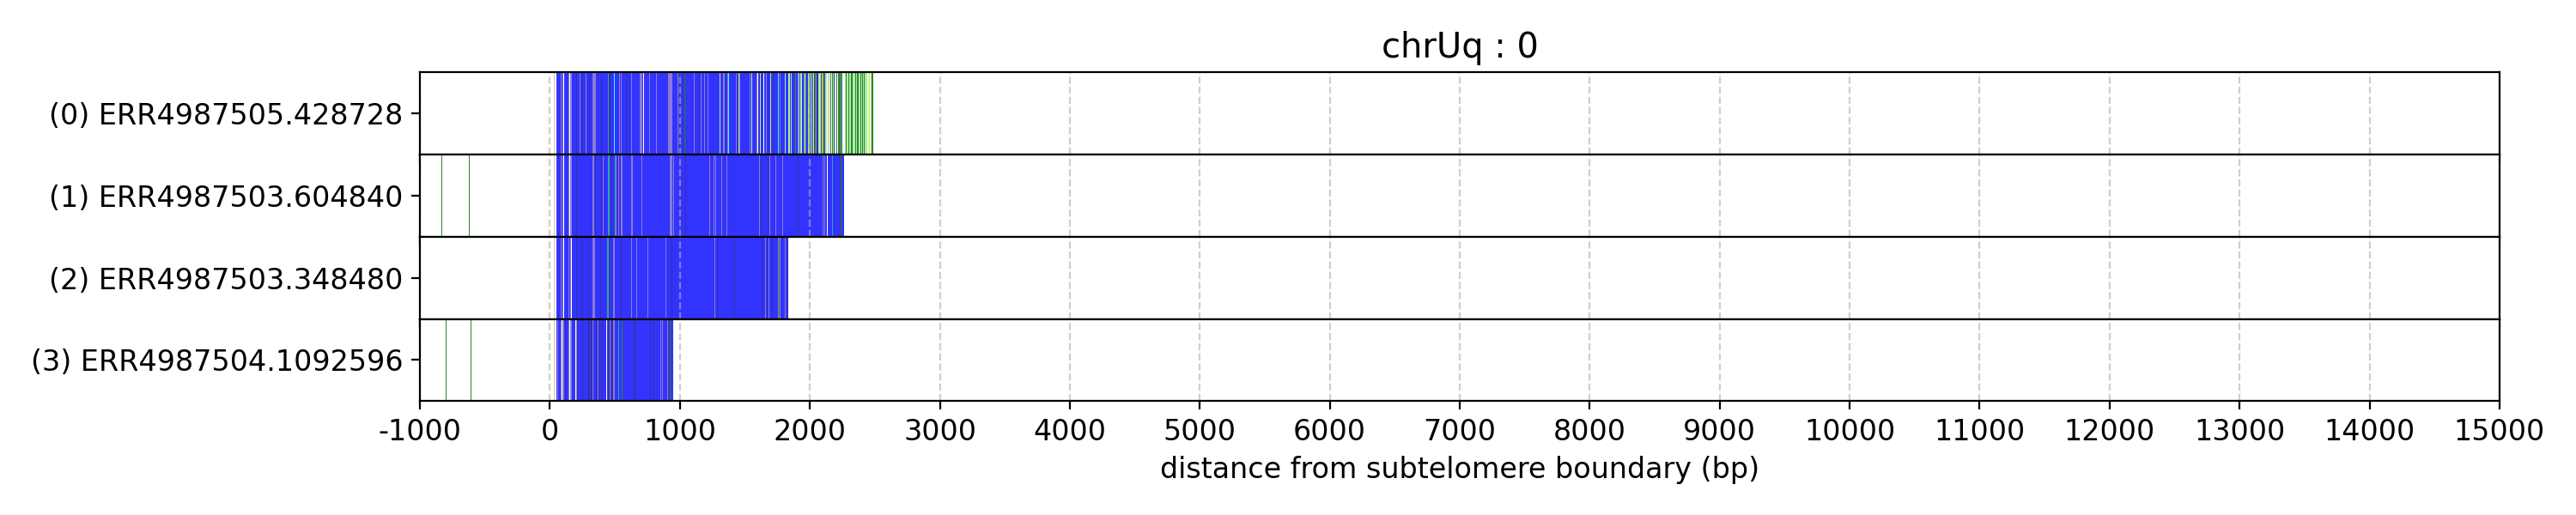 chrUq : 0
(0) ERR4987505.428728
(1) ERR4987503.604840
(2) ERR4987503.348480
(3) ERR4987504.1092596
-1000 0 1000 2000 3000 4000 5000 6000 7000 8000 9000 10000 11000 12000 13000 14000 15000
distance from subtelomere boundary (bp)